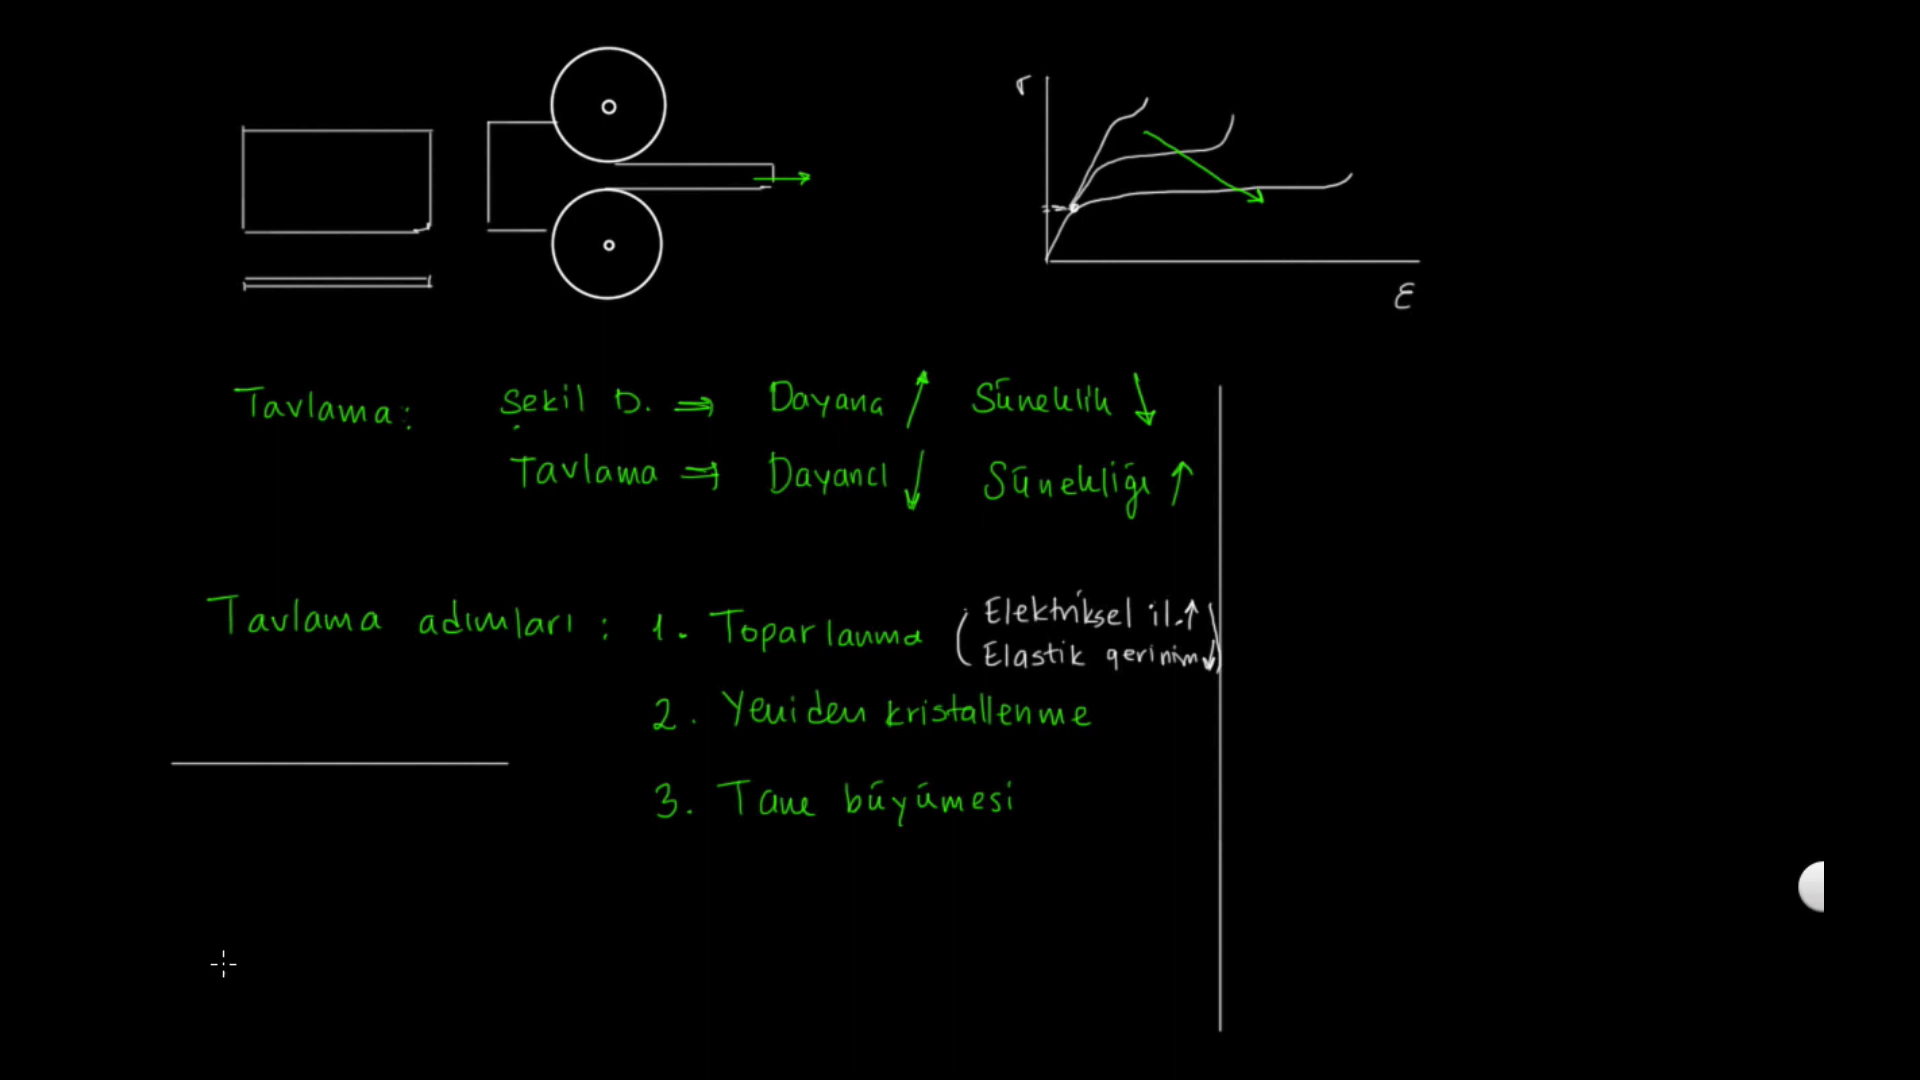 σ
ε
Tavlama: Şekil D. ⇒ Dayancı ↑ Süneklik ↓
Tavlama ⇒ Dayancı ↓ Sünekliği ↑
Tavlama adımları : 1. Toparlanma (Elektriksel il.↑
Elastik gerinim↓)
2. Yeniden kristallenme
3. Tane büyümesi